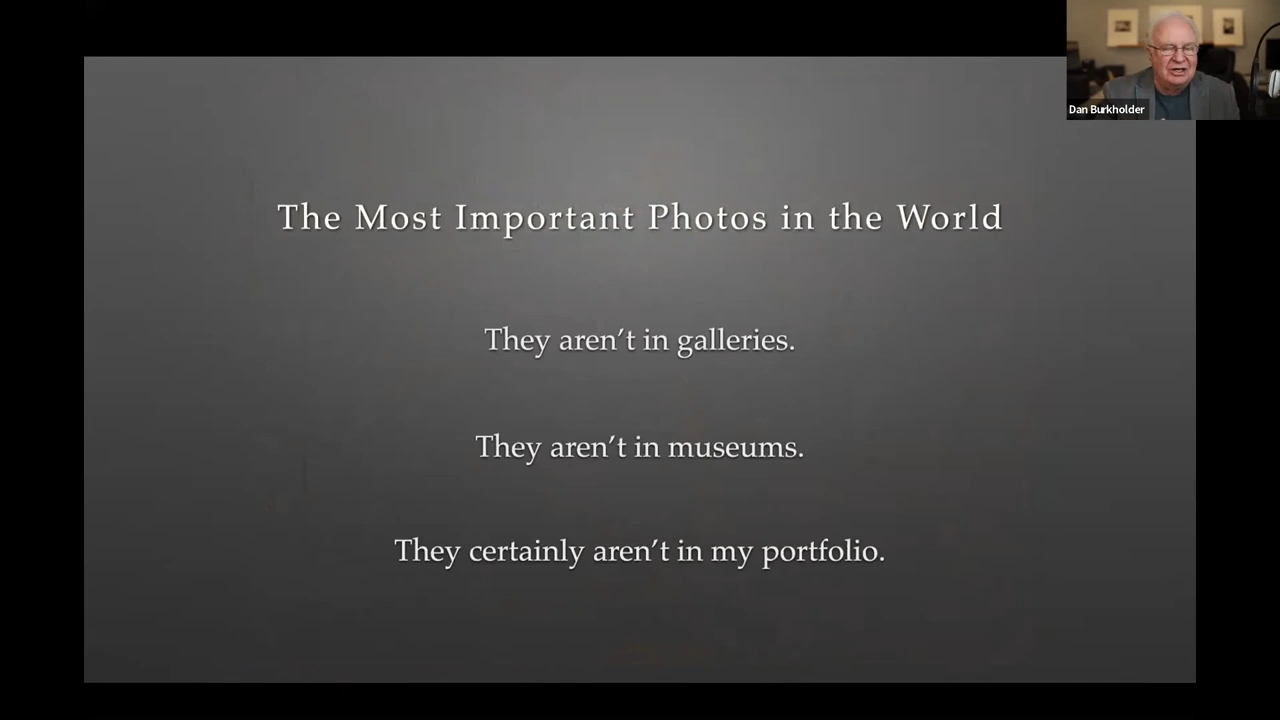 Dan Burkholder
The Most Important Photos in the World
They aren’t in galleries.
They aren’t in museums.
They certainly aren’t in my portfolio.